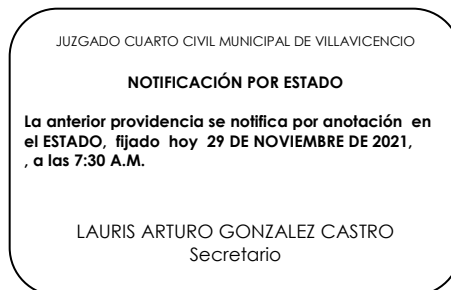 JUZGADO CUARTO CIVIL MUNICIPAL DE VILLAVICENCIO
NOTIFICACIÓN POR ESTADO
La anterior providencia se notifica por anotación en
el ESTADO, fijado hoy 29 DE NOVIEMBRE DE 2021,
, a las 7:30 A.M.
LAURIS ARTURO GONZALEZ CASTRO
Secretario